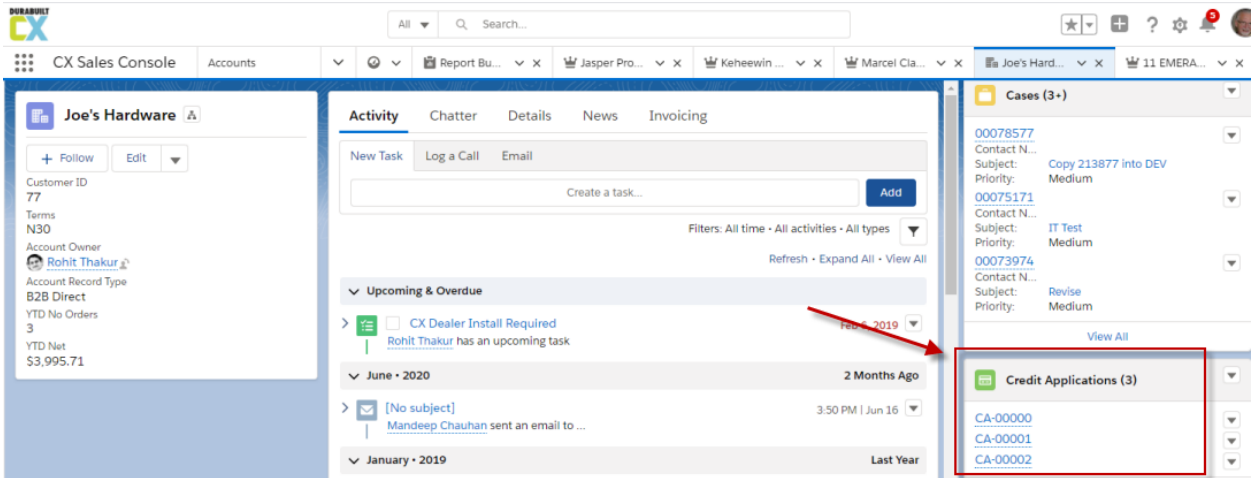 DURABUILT
CX
All
Search...
5
CX Sales Console
Accounts
Report Bu...
Jasper Pro...
Keheewin ...
Marcel Cla...
Joe's Hard...
11 EMERA...
Joe's Hardware
+ Follow
Edit
Customer ID
77
Terms
N30
Account Owner
Rohit Thakur
Account Record Type
B2B Direct
YTD No Orders
3
YTD Net
$3,995.71
Activity
Chatter
Details
News
Invoicing
New Task
Log a Call
Email
Create a task...
Add
Filters: All time • All activities • All types
Refresh • Expand All • View All
Upcoming & Overdue
CX Dealer Install Required
Feb 6, 2019
Rohit Thakur has an upcoming task
June • 2020
2 Months Ago
[No subject]
3:50 PM | Jun 16
Mandeep Chauhan sent an email to ...
January • 2019
Last Year
Cases (3+)
00078577
Contact N...
Subject: Copy 213877 into DEV
Priority: Medium
00075171
Contact N...
Subject: IT Test
Priority: Medium
00073974
Contact N...
Subject: Revise
Priority: Medium
View All
Credit Applications (3)
CA-00000
CA-00001
CA-00002